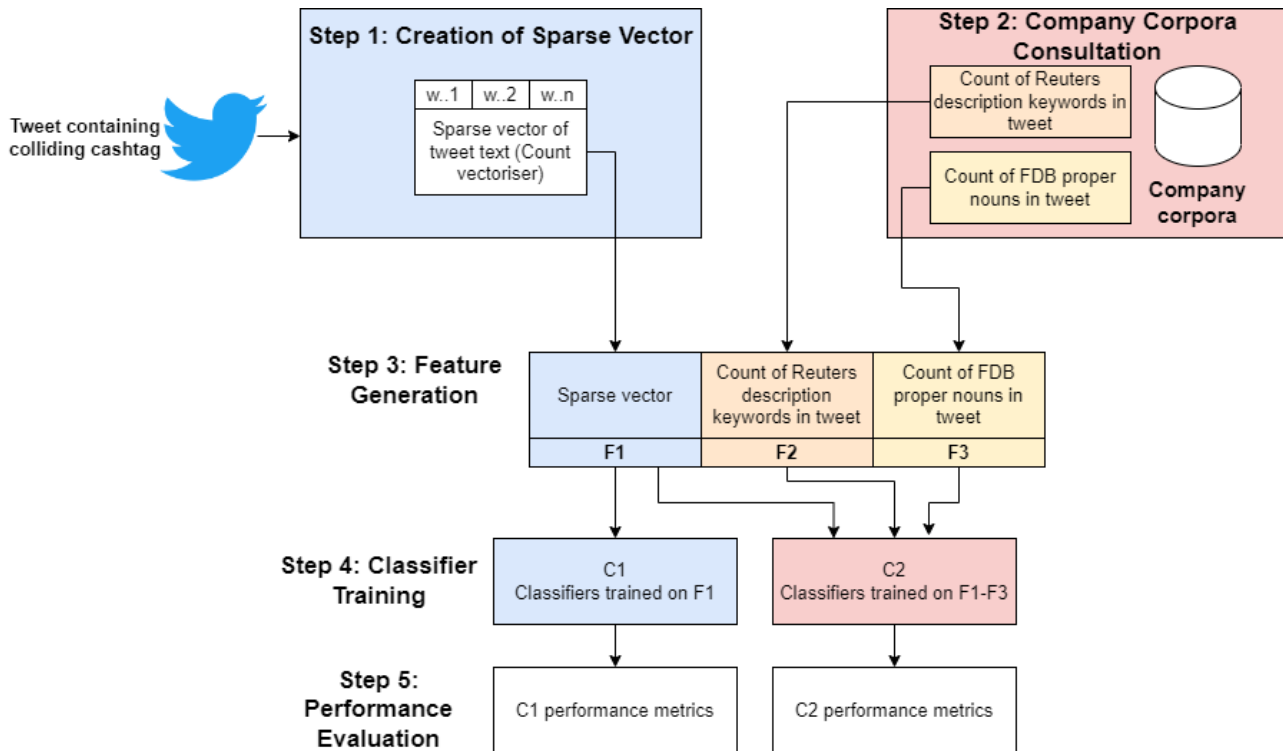 Step 1: Creation of Sparse Vector
w..1 w..2 w..n
Sparse vector of
tweet text (Count
vectoriser)
Tweet containing
colliding cashtag
Step 2: Company Corpora
Consultation
Count of Reuters
description keywords in
tweet
Count of FDB proper
nouns in tweet
Company
corpora
Step 3: Feature
Generation
Sparse vector
Count of Reuters
description
keywords in tweet
Count of FDB
proper nouns in
tweet
F1
F2
F3
Step 4: Classifier
Training
C1
Classifiers trained on F1
C2
Classifiers trained on F1-F3
Step 5:
Performance
Evaluation
C1 performance metrics
C2 performance metrics